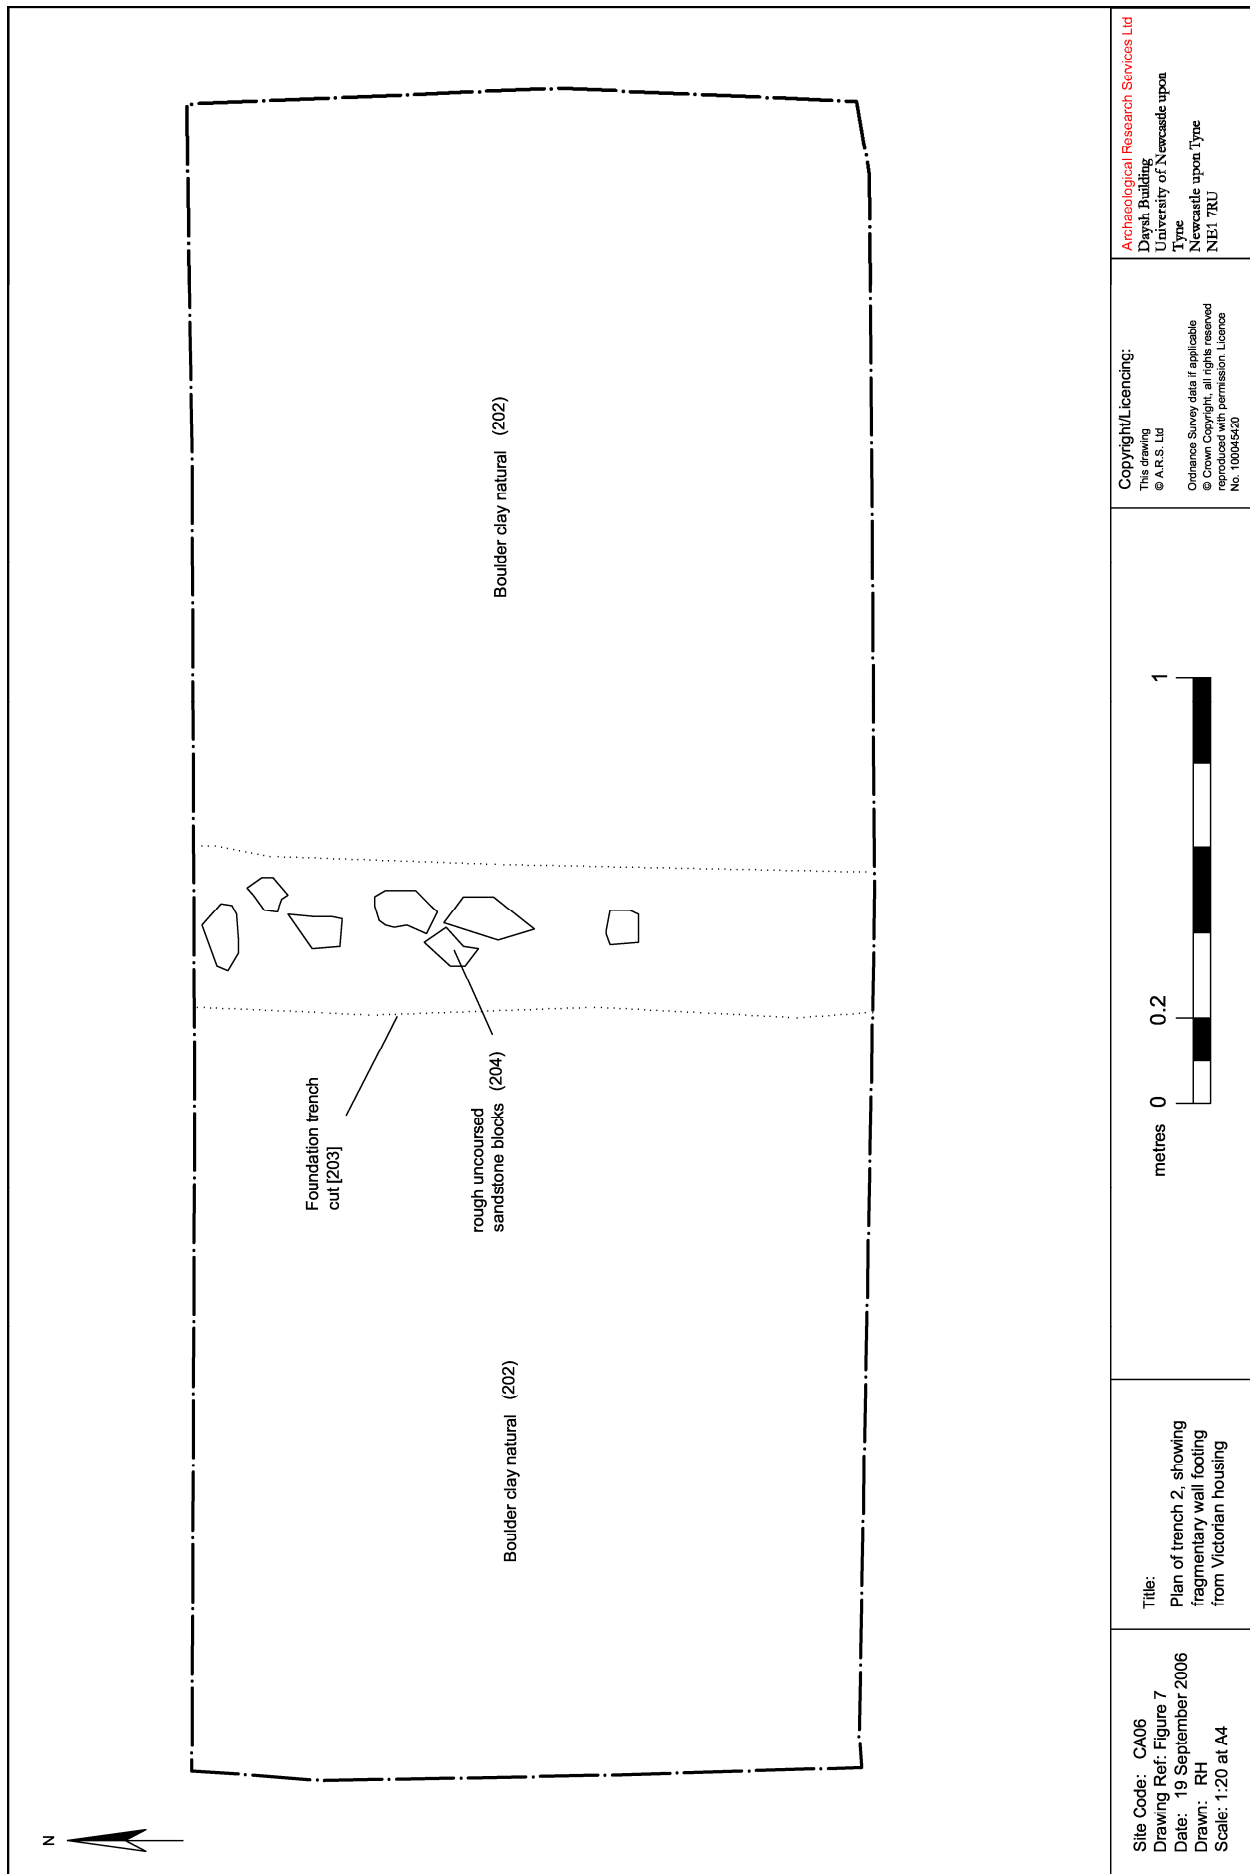 N
Boulder clay natural (202)
Foundation trench
cut [203]
rough uncoursed
sandstone blocks (204)
Boulder clay natural (202)
Site Code: CA06
Drawing Ref: Figure 7
Date: 19 September 2006
Drawn: RH
Scale: 1:20 at A4
Title:
Plan of trench 2, showing
fragmentary wall footing
from Victorian housing
metres 0 0.2 1
Copyright/Licencing:
This drawing
© A.R.S. Ltd
Ordnance Survey data if applicable
© Crown Copyright, all rights reserved
reproduced with permission. Licence
No. 100045420
Archaeological Research Services Ltd
Daysh Building
University of Newcastle upon
Tyne
Newcastle upon Tyne
NE1 7RU